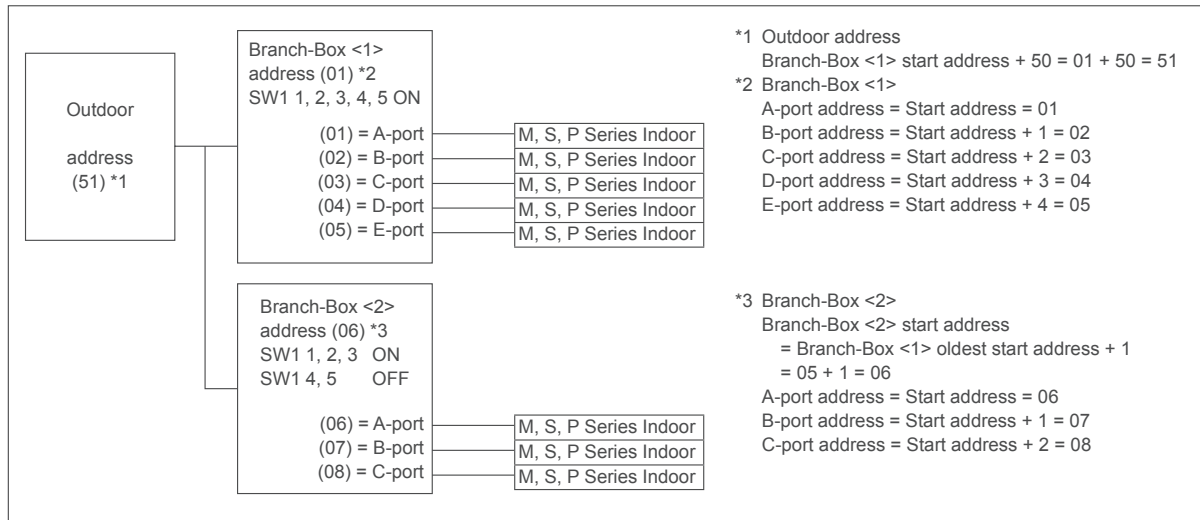 Outdoor
address
(51) *1
Branch-Box <1>
address (01) *2
SW1 1, 2, 3, 4, 5 ON
(01) = A-port
M, S, P Series Indoor
(02) = B-port
M, S, P Series Indoor
(03) = C-port
M, S, P Series Indoor
(04) = D-port
M, S, P Series Indoor
(05) = E-port
M, S, P Series Indoor
Branch-Box <2>
address (06) *3
SW1 1, 2, 3 ON
SW1 4, 5 OFF
(06) = A-port
M, S, P Series Indoor
(07) = B-port
M, S, P Series Indoor
(08) = C-port
M, S, P Series Indoor
*1 Outdoor address
Branch-Box <1> start address + 50 = 01 + 50 = 51
*2 Branch-Box <1>
A-port address = Start address = 01
B-port address = Start address + 1 = 02
C-port address = Start address + 2 = 03
D-port address = Start address + 3 = 04
E-port address = Start address + 4 = 05
*3 Branch-Box <2>
Branch-Box <2> start address
= Branch-Box <1> oldest start address + 1
= 05 + 1 = 06
A-port address = Start address = 06
B-port address = Start address + 1 = 07
C-port address = Start address + 2 = 08